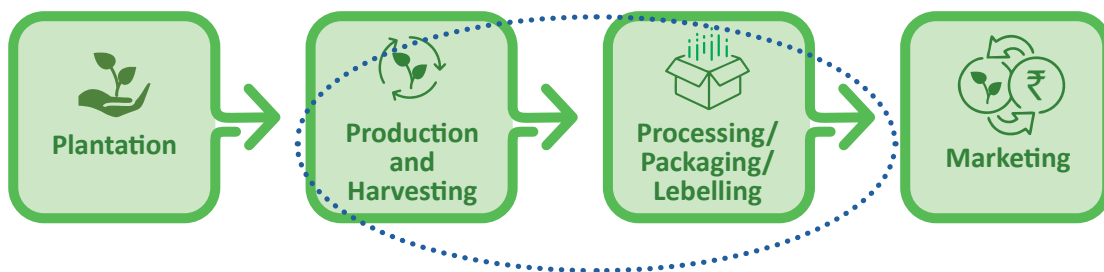 Plantation
Production
and
Harvesting
Processing/
Packaging/
Lebelling
₹
Marketing